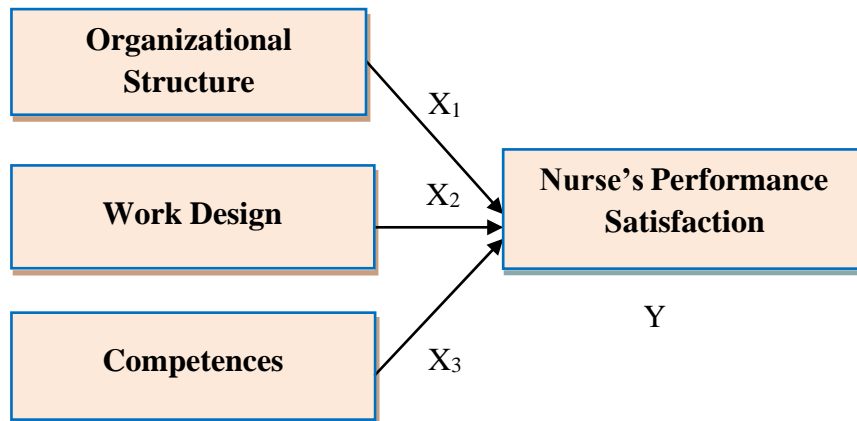 Organizational
Structure
X₁
Nurse’s Performance
Satisfaction
Work Design
X₂
Y
Competences
X₃